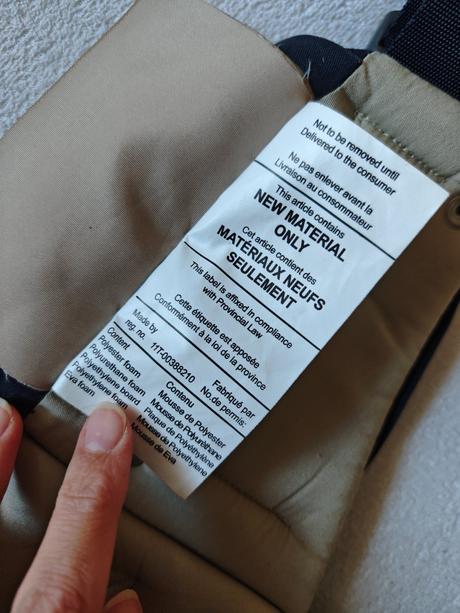 Not to be removed until
Delivered to the consumer
Ne pas enlever avant la
Livraison au consommateur
This article contains
NEW MATERIAL
ONLY
Cet article contient des
MATÉRIAUX NEUFS
SEULEMENT
This label is affixed in compliance
with Provincial Law
Cette étiquette est apposée
Conformément à la loi de la province
Made by Fabriqué par
reg. no. 11T-00388210 No. de permis:
Content Contenu
Polyester foam Mousse de Polyester
Polyurethane foam Mousse de Polyuréthane
Polyethylene board Plaque de Polyéthylène
Polyethylene foam Mousse de Polyethylene
Eva foam Mousse de Eva